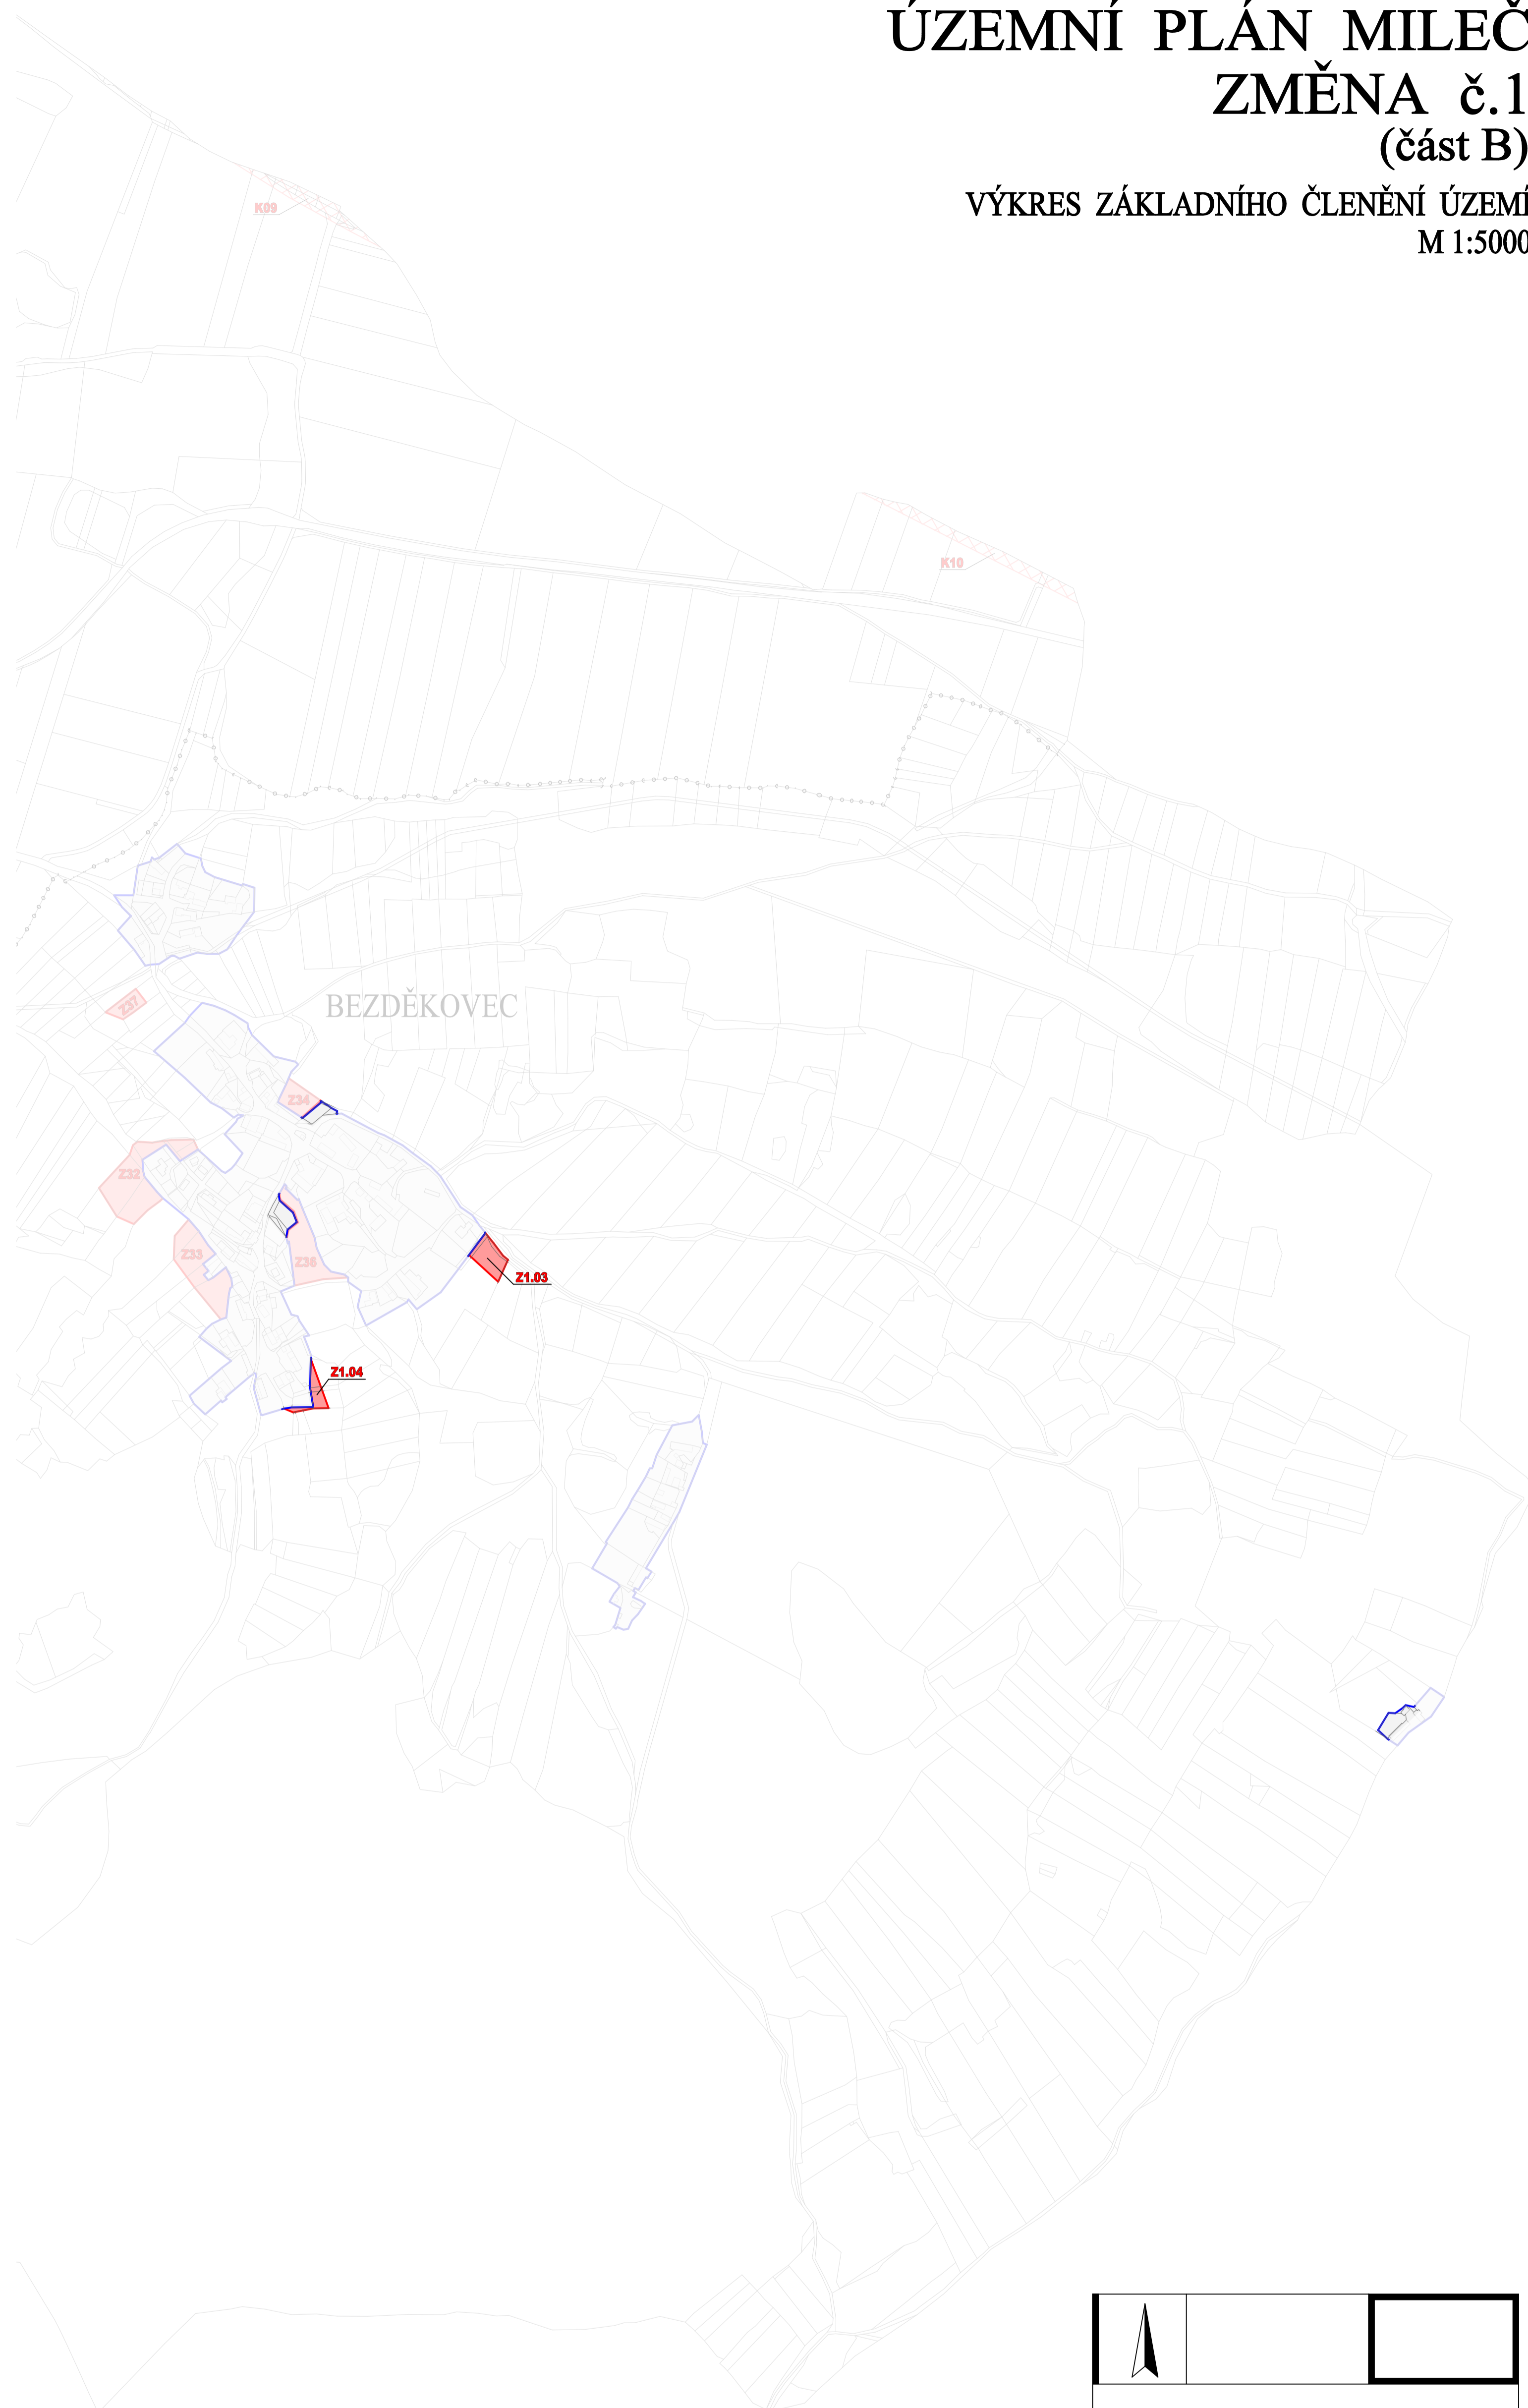 ÚZEMNÍ PLÁN MILEČ
ZMĚNA č.1
(část B)
VÝKRES ZÁKLADNÍHO ČLENĚNÍ ÚZEMÍ
M 1:5000
K09
K10
BEZDĚKOVEC
Z37
Z34
Z32
Z33
Z36
Z1.03
Z1.04